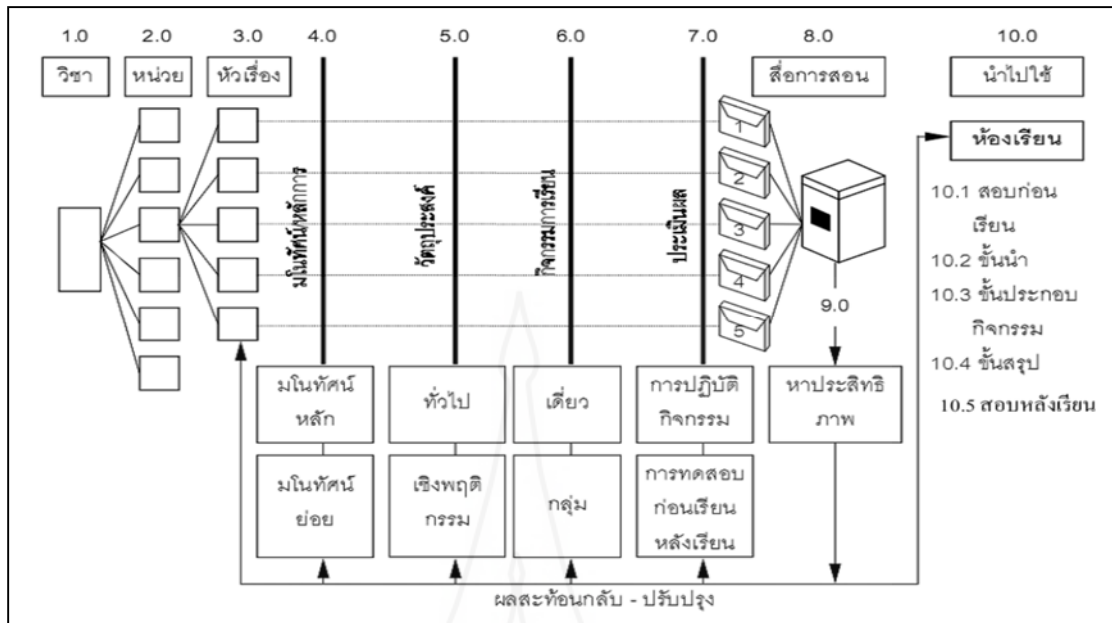 1.0 2.0 3.0 4.0 5.0 6.0 7.0 8.0 10.0
วิชา หน่วย หัวเรื่อง สื่อการสอน นำไปใช้
มโนทัศน์/หลักการ
วัตถุประสงค์
กิจกรรมการเรียน
ประเมินผล
1
2
3
4
5
9.0
ห้องเรียน
10.1 สอบก่อน
เรียน
10.2 ขั้นนำ
10.3 ขั้นประกอบ
กิจกรรม
10.4 ขั้นสรุป
10.5 สอบหลังเรียน
มโนทัศน์
หลัก
ทั่วไป
เดี่ยว
การปฏิบัติ
กิจกรรม
หาประสิทธิ
ภาพ
มโนทัศน์
ย่อย
เชิงพฤติ
กรรม
กลุ่ม
การทดสอบ
ก่อนเรียน
หลังเรียน
ผลสะท้อนกลับ - ปรับปรุง